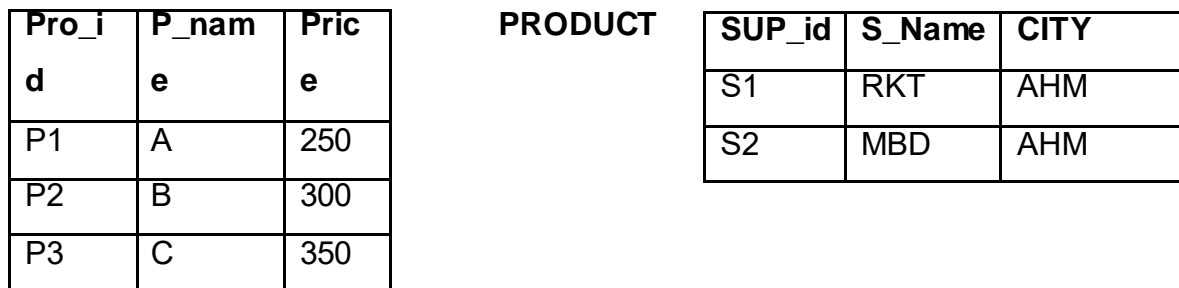 Pro_i P_nam Pric
d e e
P1 A 250
P2 B 300
P3 C 350
PRODUCT
SUP_id S_Name CITY
S1 RKT AHM
S2 MBD AHM